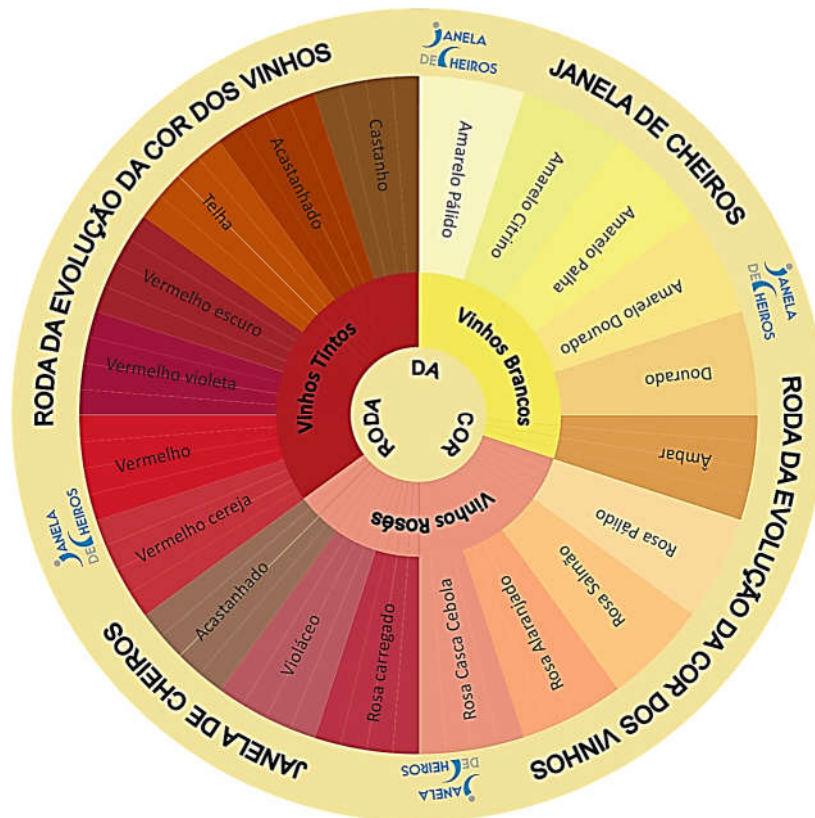 RODA DA EVOLUÇÃO DA COR DOS VINHOS
JANELA DE CHEIROS
JANELA DE CHEIROS
JANELA DE CHEIROS
RODA DA EVOLUÇÃO DA COR DOS VINHOS
JANELA DE CHEIROS
JANELA DE CHEIROS
JANELA DE CHEIROS
RODA DA COR
Vinhos Brancos
Amarelo Pálido
Amarelo Citrino
Amarelo Palha
Amarelo Dourado
Dourado
Âmbar
Vinhos Rosés
Rosa Pálido
Rosa Salmão
Rosa Alaranjado
Rosa Casca Cebola
Rosa carregado
Violáceo
Acastanhado
Vinhos Tintos
Vermelho cereja
Vermelho
Vermelho violeta
Vermelho escuro
Telha
Acastanhado
Castanho